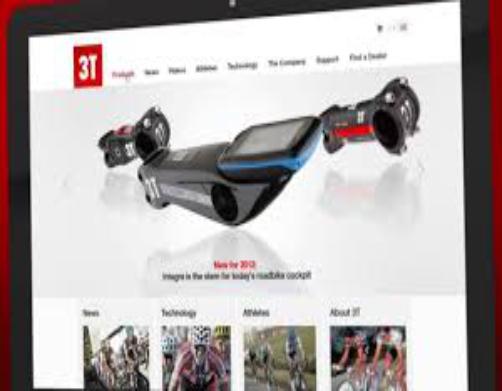 3T
Products News Videos Athletes Technology The Company Support Find a Dealer
New for 2013:
Integra is the stem for today's roadbike cockpit
News Technology Athletes About 3T